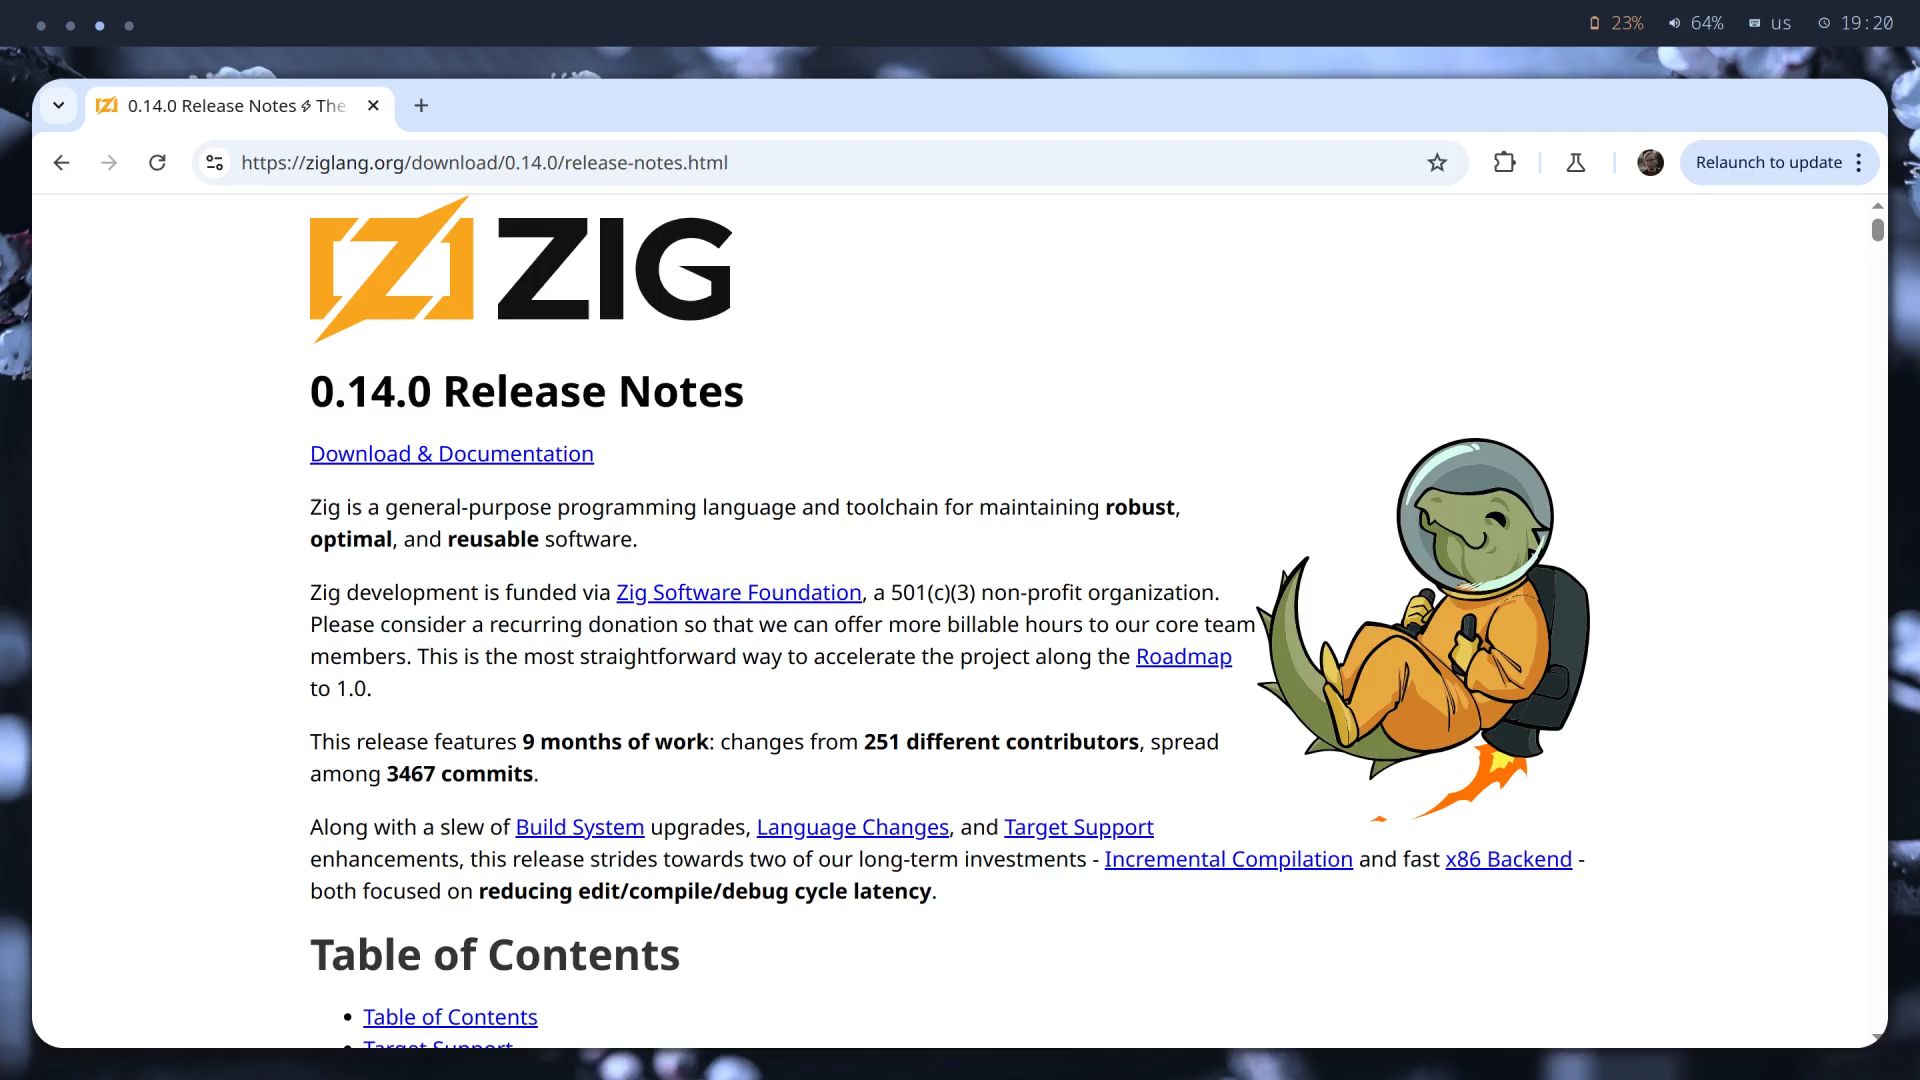 23% 64% us 19:20
0.14.0 Release Notes ⚡ The
https://ziglang.org/download/0.14.0/release-notes.html
Relaunch to update
ZIG
0.14.0 Release Notes
Download & Documentation
Zig is a general-purpose programming language and toolchain for maintaining robust,
optimal, and reusable software.
Zig development is funded via Zig Software Foundation, a 501(c)(3) non-profit organization.
Please consider a recurring donation so that we can offer more billable hours to our core team
members. This is the most straightforward way to accelerate the project along the Roadmap
to 1.0.
This release features 9 months of work: changes from 251 different contributors, spread
among 3467 commits.
Along with a slew of Build System upgrades, Language Changes, and Target Support
enhancements, this release strides towards two of our long-term investments - Incremental Compilation and fast x86 Backend -
both focused on reducing edit/compile/debug cycle latency.
Table of Contents
• Table of Contents
• Target Support